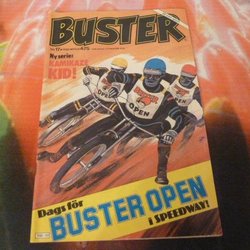 BUSTER
Ny serie:
KAMIKAZE
KID!
OPEN
OPEN
Dags för
BUSTER OPEN
i SPEEDWAY!